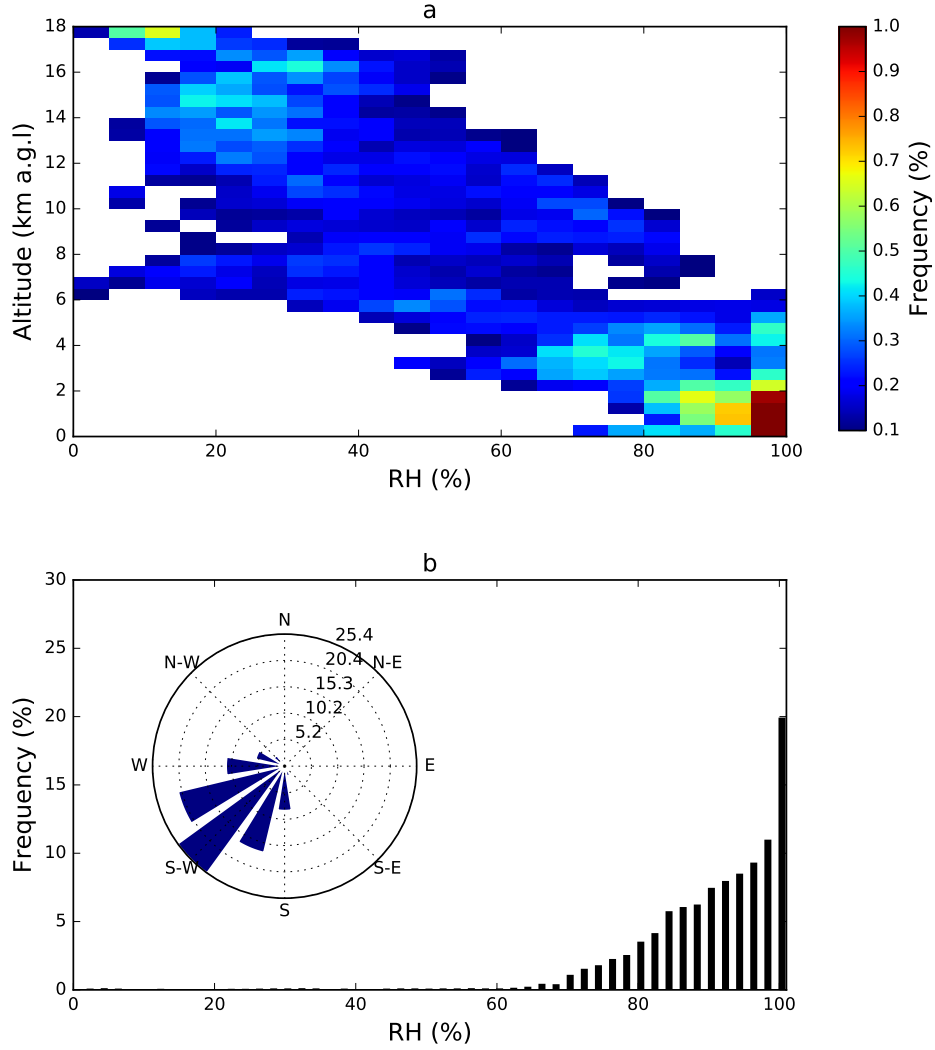 a
18
16
14
12
10
8
6
4
2
0
Altitude (km a.g.l)
0 20 40 60 80 100
RH (%)
1.0
0.9
0.8
0.7
0.6
0.5
0.4
0.3
0.2
0.1
Frequency (%)
b
30
25
20
15
10
5
0
Frequency (%)
N
N-E
E
S-E
S
S-W
W
N-W
25.4
20.4
15.3
10.2
5.2
0 20 40 60 80 100
RH (%)